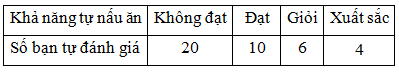 Khả năng tự nấu ăn Không đạt Đạt Giỏi Xuất sắc
Số bạn tự đánh giá 20 10 6 4